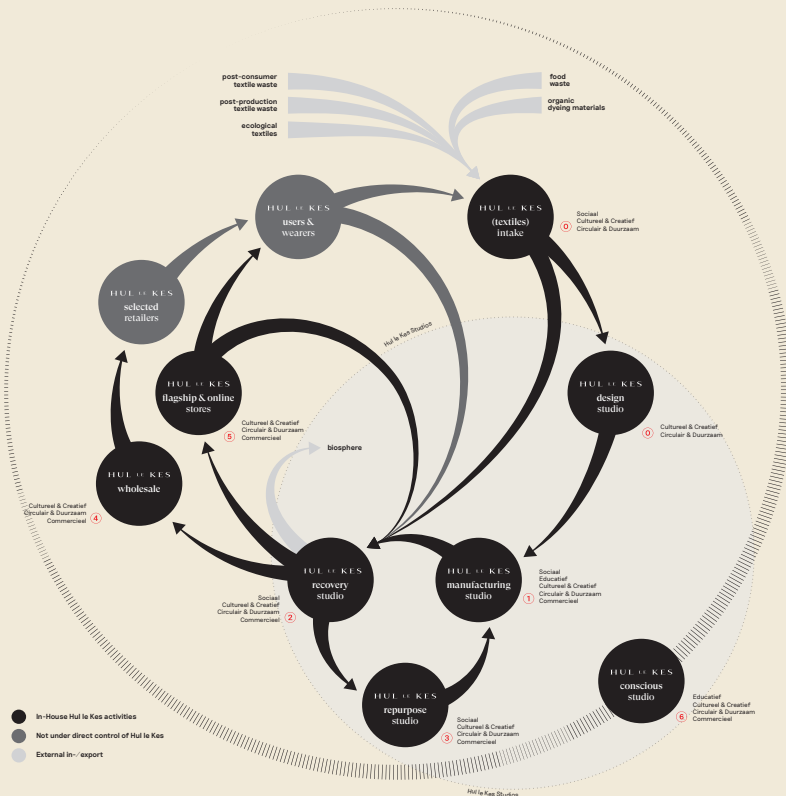 post-consumer
textile waste
post-production
textile waste
ecological
textiles
food
waste
organic
dyeing materials
HUL LE KES
users &
wearers
HUL LE KES
(textiles)
intake
0
Sociaal
Cultureel & Creatief
Circulair & Duurzaam
HUL LE KES
selected
retailers
Hul le Kes Studios
HUL LE KES
flagship & online
stores
5
Cultureel & Creatief
Circulair & Duurzaam
Commercieel
HUL LE KES
design
studio
0
Cultureel & Creatief
Circulair & Duurzaam
biosphere
HUL LE KES
wholesale
Cultureel & Creatief
Circulair & Duurzaam
Commercieel
4
HUL LE KES
recovery
studio
Sociaal
Cultureel & Creatief
Circulair & Duurzaam
Commercieel
2
HUL LE KES
manufacturing
studio
1
Sociaal
Educatief
Cultureel & Creatief
Circulair & Duurzaam
Commercieel
HUL LE KES
repurpose
studio
3
Sociaal
Cultureel & Creatief
Circulair & Duurzaam
Commercieel
HUL LE KES
conscious
studio
6
Educatief
Cultureel & Creatief
Circulair & Duurzaam
Commercieel
In-House Hul le Kes activities
Not under direct control of Hul le Kes
External in-/export
Hul le Kes Studios